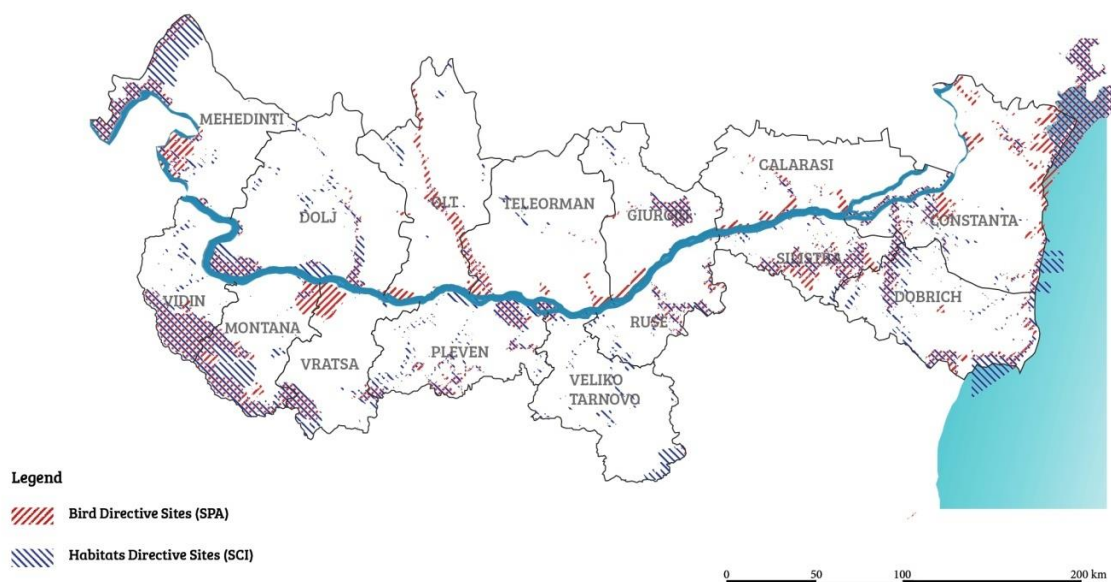 MEHEDINTI
CALARASI
DOLJ
OLT
TELEORMAN
GIURGIU
CONSTANTA
SILISTRA
VIDIN
DOBRICH
MONTANA
RUSE
PLEVEN
VRATSA
VELIKO
TARNOVO
Legend
Bird Directive Sites (SPA)
Habitats Directive Sites (SCI)
0 50 100 200 km